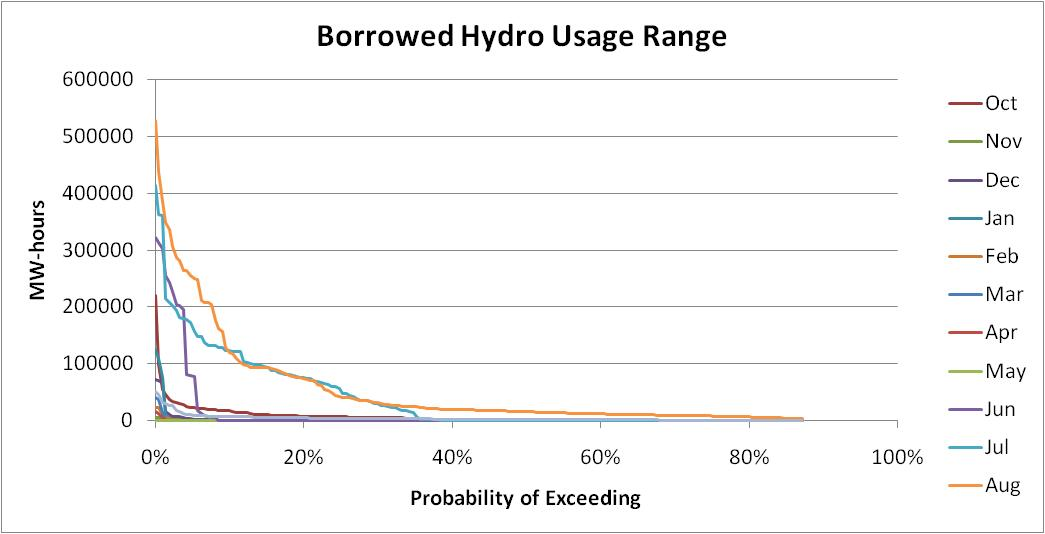 Borrowed Hydro Usage Range
600000
500000
400000
300000
200000
100000
0
MW-hours
0% 20% 40% 60% 80% 100%
Probability of Exceeding
Oct
Nov
Dec
Jan
Feb
Mar
Apr
May
Jun
Jul
Aug